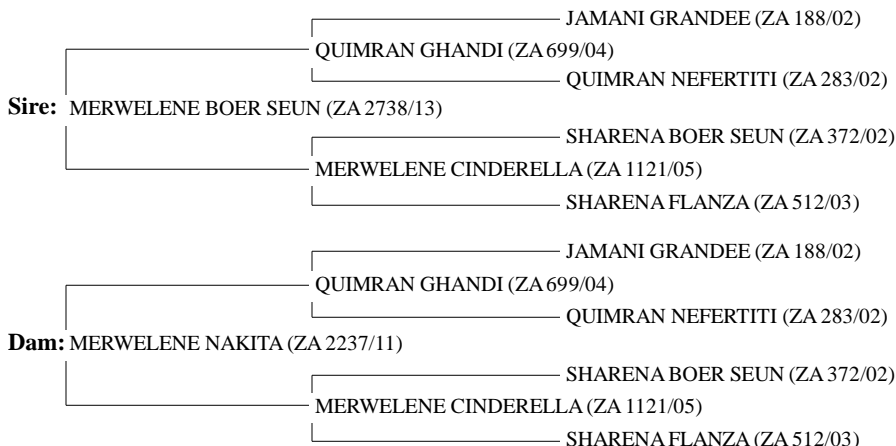 JAMANI GRANDEE (ZA 188/02)
QUIMRAN GHANDI (ZA 699/04)
QUIMRAN NEFERTITI (ZA 283/02)
Sire: MERWELENE BOER SEUN (ZA 2738/13)
SHARENA BOER SEUN (ZA 372/02)
MERWELENE CINDERELLA (ZA 1121/05)
SHARENA FLANZA (ZA 512/03)
JAMANI GRANDEE (ZA 188/02)
QUIMRAN GHANDI (ZA 699/04)
QUIMRAN NEFERTITI (ZA 283/02)
Dam: MERWELENE NAKITA (ZA 2237/11)
SHARENA BOER SEUN (ZA 372/02)
MERWELENE CINDERELLA (ZA 1121/05)
SHARENA FLANZA (ZA 512/03)